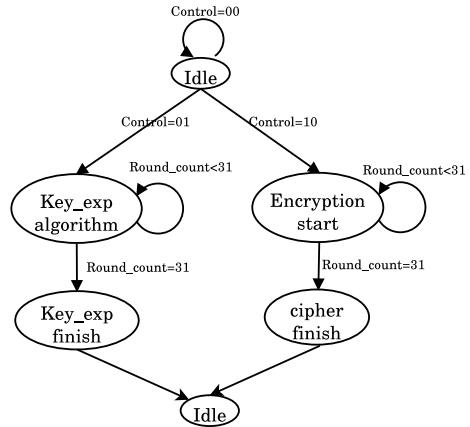 Control=00
Idle
Control=01
Control=10
Round_count<31
Round_count<31
Key_exp
algorithm
Encryption
start
Round_count=31
Round_count=31
Key_exp
finish
cipher
finish
Idle